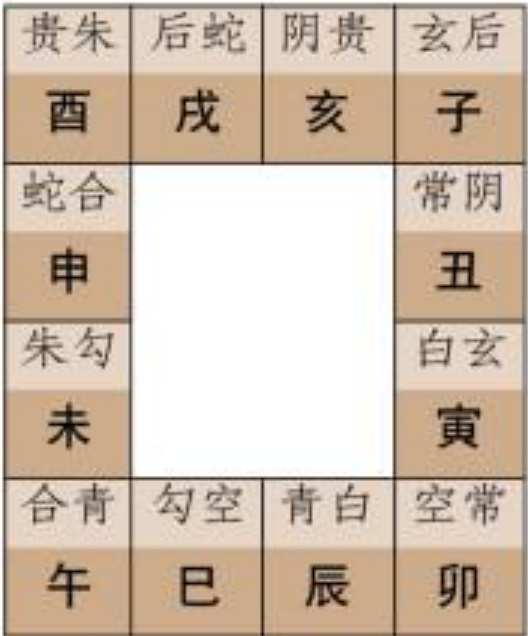 贵朱 后蛇 阴贵 玄后
酉 戌 亥 子
蛇合 常阴
申 丑
朱勾 白玄
未 寅
合青 勾空 青白 空常
午 巳 辰 卯